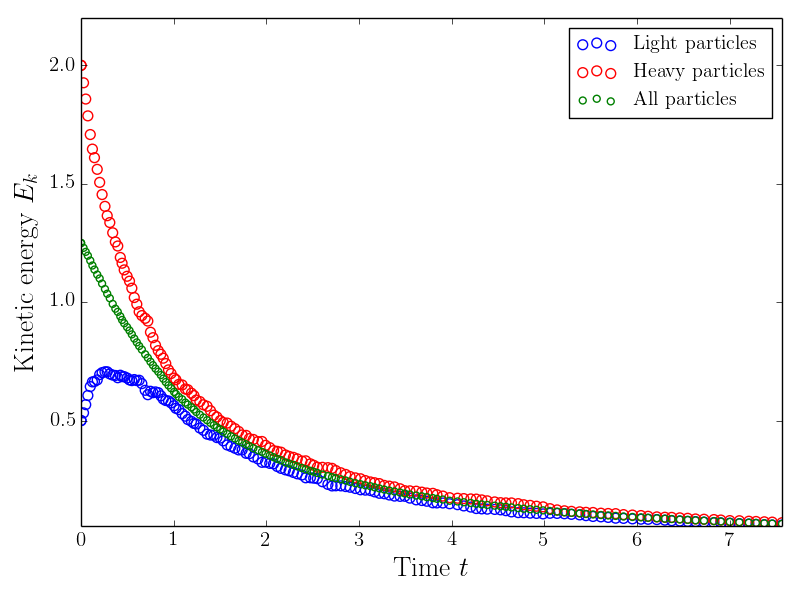 Light particles
Heavy particles
All particles
2.0
1.5
1.0
0.5
Kinetic energy E_k
0 1 2 3 4 5 6 7
Time t